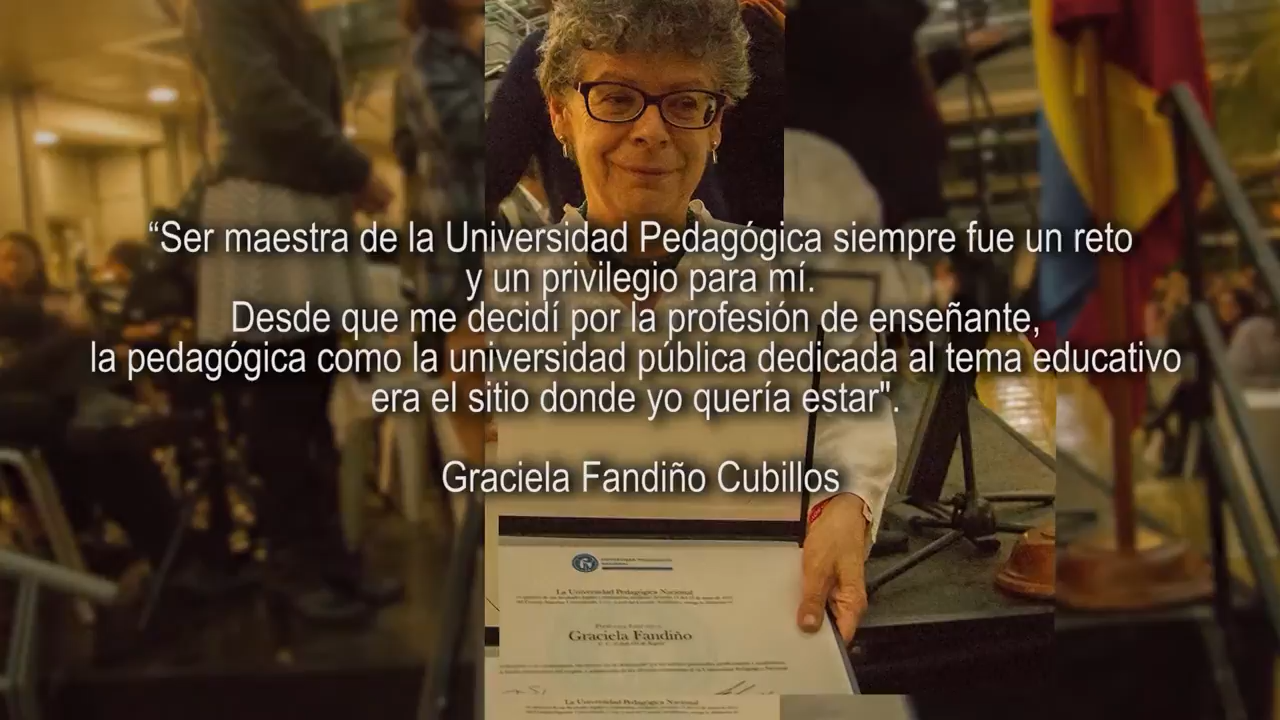 “Ser maestra de la Universidad Pedagógica siempre fue un reto
y un privilegio para mí.
Desde que me decidí por la profesión de enseñante,
la pedagógica como la universidad pública dedicada al tema educativo
era el sitio donde yo quería estar".
Graciela Fandiño Cubillos
La Universidad Pedagógica Nacional
Graciela Fandiño
La Universidad Pedagógica Nacional